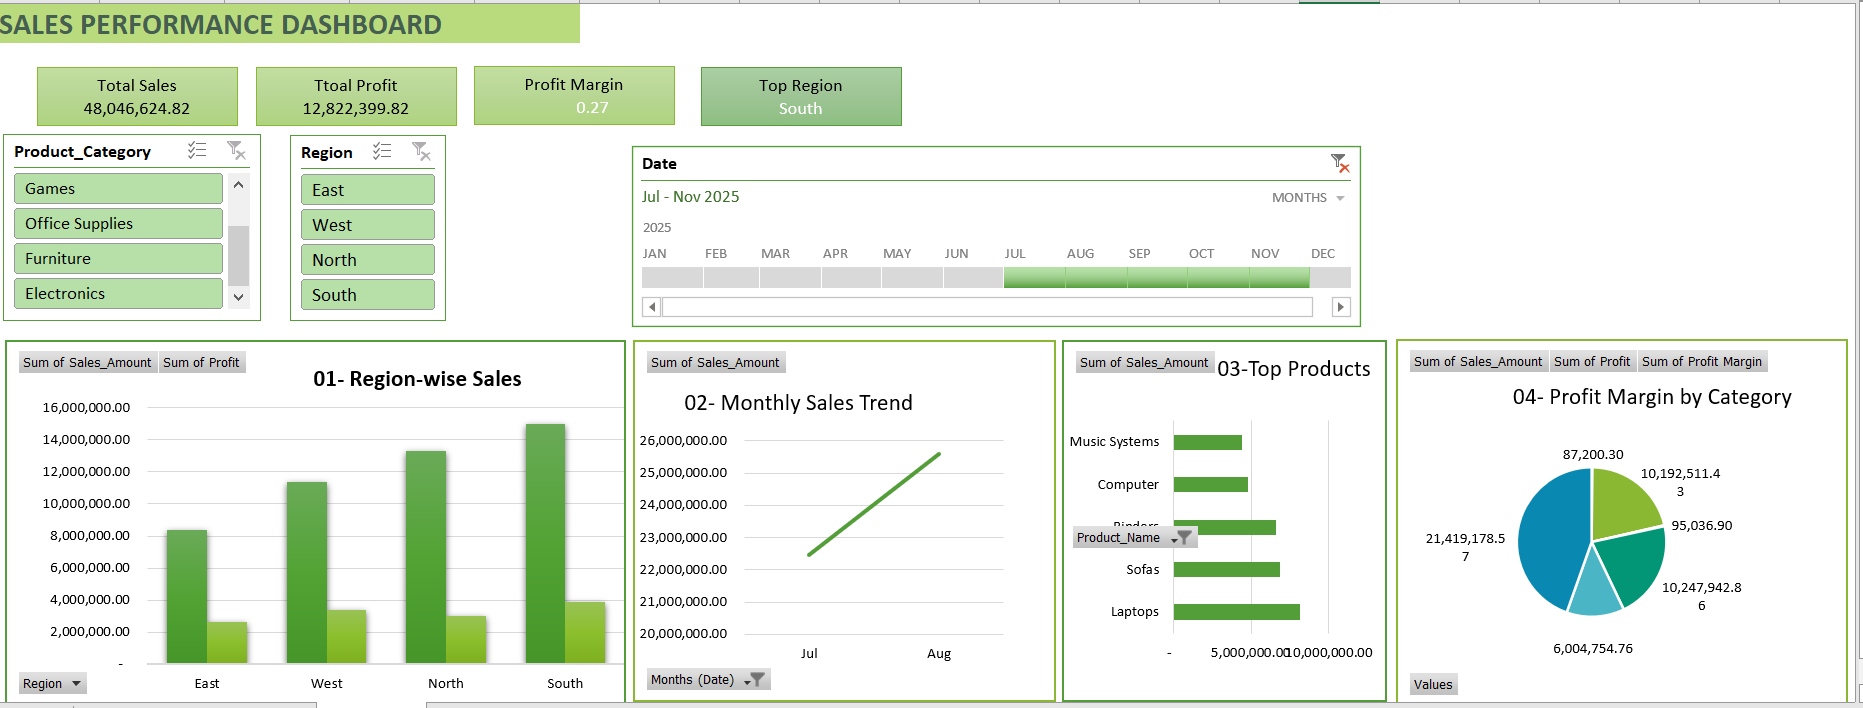 SALES PERFORMANCE DASHBOARD
Total Sales
48,046,624.82
Ttoal Profit
12,822,399.82
Profit Margin
0.27
Top Region
South
Product_Category
Games
Office Supplies
Furniture
Electronics
Region
East
West
North
South
Date
Jul - Nov 2025
MONTHS
2025
JAN FEB MAR APR MAY JUN JUL AUG SEP OCT NOV DEC
Sum of Sales_Amount Sum of Profit
01- Region-wise Sales
16,000,000.00
14,000,000.00
12,000,000.00
10,000,000.00
8,000,000.00
6,000,000.00
4,000,000.00
2,000,000.00
-
East West North South
Region
Sum of Sales_Amount
02- Monthly Sales Trend
26,000,000.00
25,000,000.00
24,000,000.00
23,000,000.00
22,000,000.00
21,000,000.00
20,000,000.00
Jul Aug
Months (Date)
Sum of Sales_Amount
03-Top Products
Music Systems
Computer
Binders
Product_Name
Sofas
Laptops
- 5,000,000.00 10,000,000.00
Sum of Sales_Amount Sum of Profit Sum of Profit Margin
04- Profit Margin by Category
87,200.30
10,192,511.4
3
95,036.90
21,419,178.5
7
10,247,942.8
6
6,004,754.76
Values